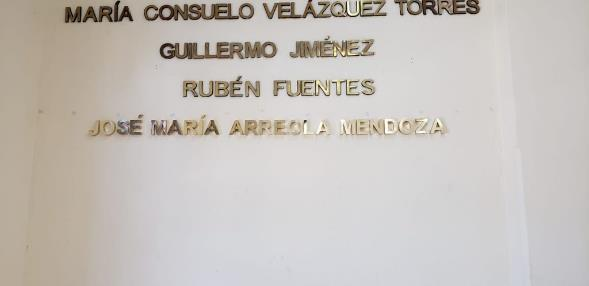 MARÍA CONSUELO VELÁZQUEZ TORRES
GUILLERMO JIMÉNEZ
RUBÉN FUENTES
JOSÉ MARÍA ARREOLA MENDOZA